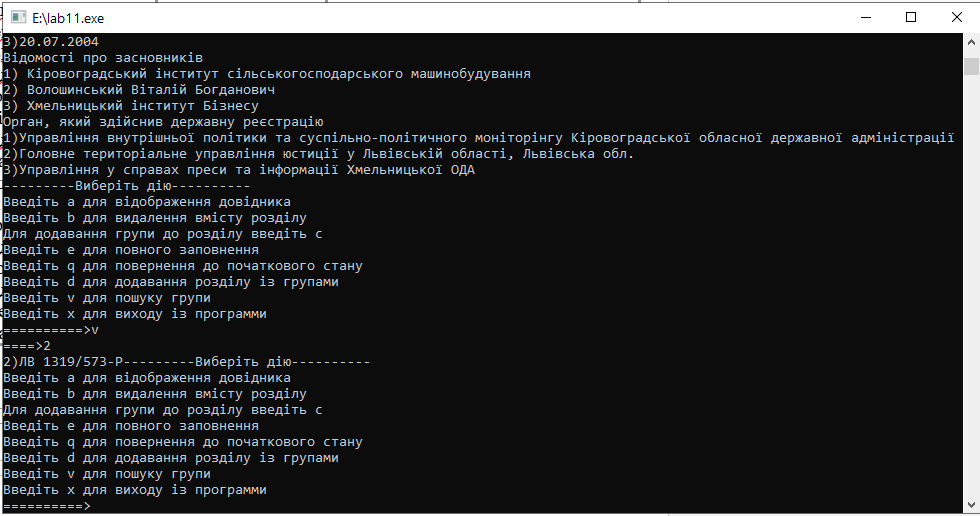 E:\lab11.exe
3)20.07.2004
Відомості про засновників
1) Кіровоградський інститут сільськогосподарського машинобудування
2) Волошинський Віталій Богданович
3) Хмельницький інститут Бізнесу
Орган, який здійснив державну реєстрацію
1)Управління внутрішньої політики та суспільно-політичного моніторінгу Кіровоградської обласної державної адміністрації
2)Головне територіальне управління юстиції у Львівській області, Львівська обл.
3)Управління у справах преси та інформації Хмельницької ОДА
---------Виберіть дію----------
Введіть a для відображення довідника
Введіть b для видалення вмісту розділу
Для додавання групи до розділу введіть c
Введіть e для повного заповнення
Введіть q для повернення до початкового стану
Введіть d для додавання розділу із групами
Введіть v для пошуку групи
Введіть x для виходу із программи
==========>v
====>2
2)ЛВ 1319/573-Р---------Виберіть дію----------
Введіть a для відображення довідника
Введіть b для видалення вмісту розділу
Для додавання групи до розділу введіть c
Введіть e для повного заповнення
Введіть q для повернення до початкового стану
Введіть d для додавання розділу із групами
Введіть v для пошуку групи
Введіть x для виходу із программи
==========>